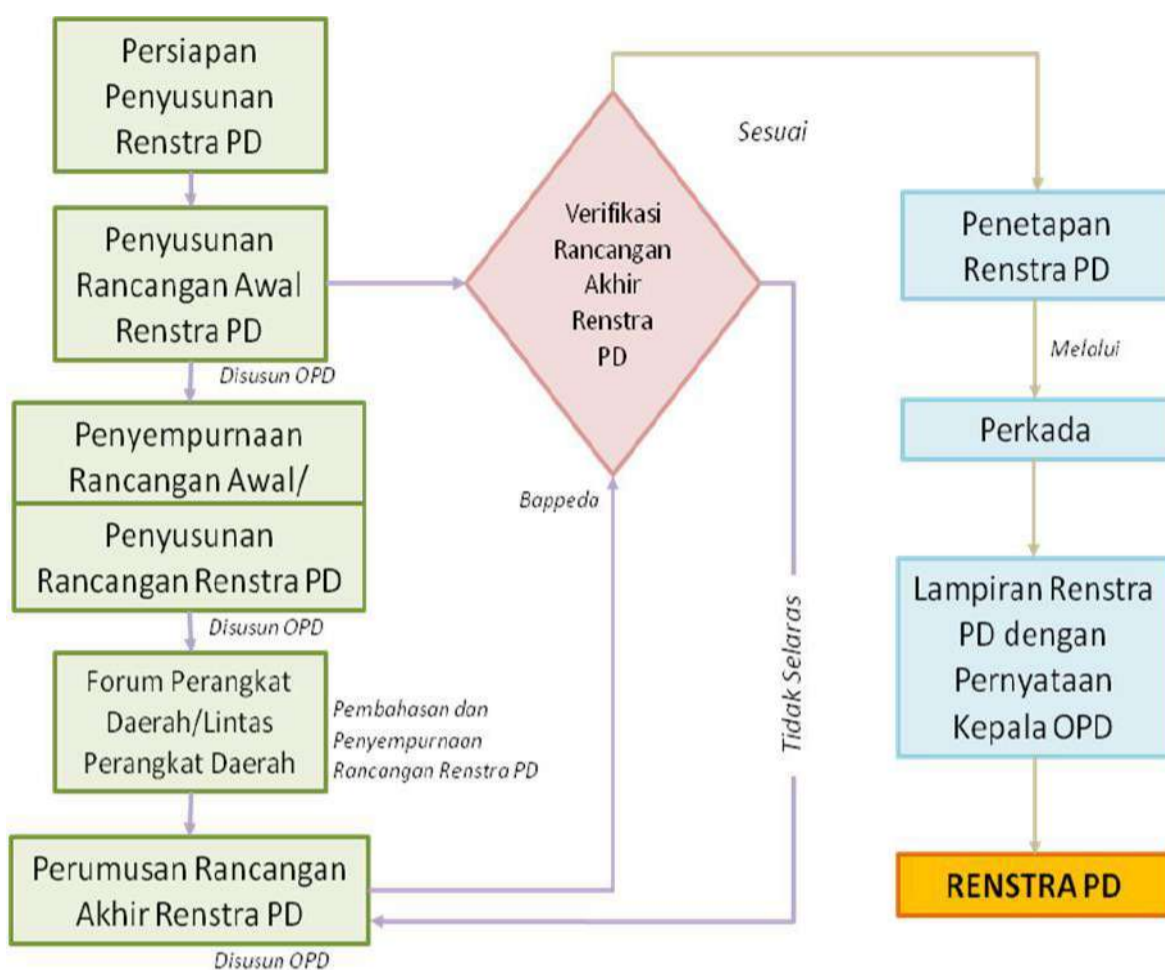 Persiapan
Penyusunan
Renstra PD
Penyusunan
Rancangan Awal
Renstra PD
Disusun OPD
Penyempurnaan
Rancangan Awal/
Penyusunan
Rancangan Renstra PD
Disusun OPD
Forum Perangkat
Daerah/Lintas
Perangkat Daerah
Pembahasan dan
Penyempurnaan
Rancangan Renstra PD
Perumusan Rancangan
Akhir Renstra PD
Disusun OPD
Verifikasi
Rancangan
Akhir
Renstra
PD
Bappeda
Tidak Selaras
Sesuai
Penetapan
Renstra PD
Melalui
Perkada
Lampiran Renstra
PD dengan
Pernyataan
Kepala OPD
RENSTRA PD